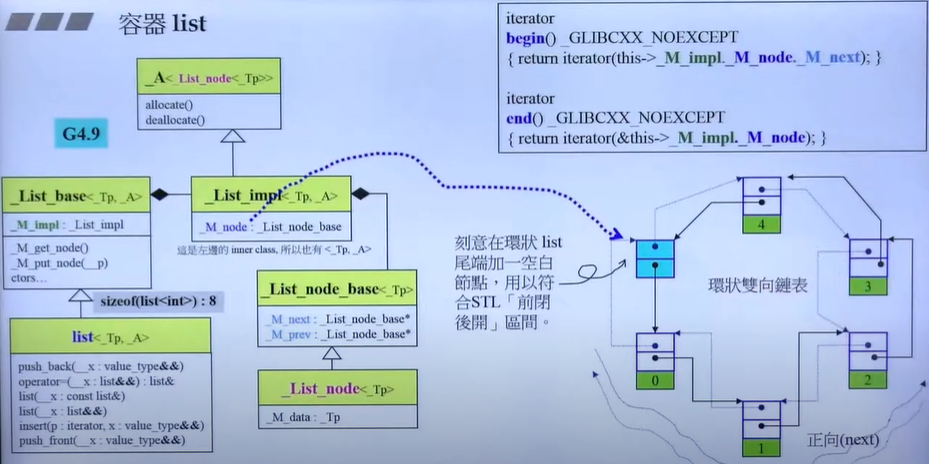 容器 list
iterator
begin() _GLIBCXX_NOEXCEPT
{ return iterator(this->_M_impl._M_node._M_next); }
iterator
end() _GLIBCXX_NOEXCEPT
{ return iterator(&this->_M_impl._M_node); }
_A<_List_node<_Tp>>
allocate()
deallocate()
G4.9
_List_base<_Tp, _A>
_M_impl : _List_impl
_M_get_node()
_M_put_node(__p)
ctors...
_List_impl<_Tp, _A>
_M_node : _List_node_base
這是左邊的 inner class, 所以也有 <_Tp, _A>
sizeof(list<int>) : 8
_List_node_base<_Tp>
_M_next : _List_node_base*
_M_prev : _List_node_base*
list<_Tp, _A>
push_back(__x : value_type&&)
operator=(__x : list&&) : list&
list(__x : const list&)
list(__x : list&&)
insert(p : iterator, x : value_type&&)
push_front(__x : value_type&&)
_List_node<_Tp>
_M_data : _Tp
刻意在環狀 list
尾端加一空白
節點，用以符
合STL「前閉
後開」區間。
環狀雙向鏈表
4
3
2
0
1
正向(next)